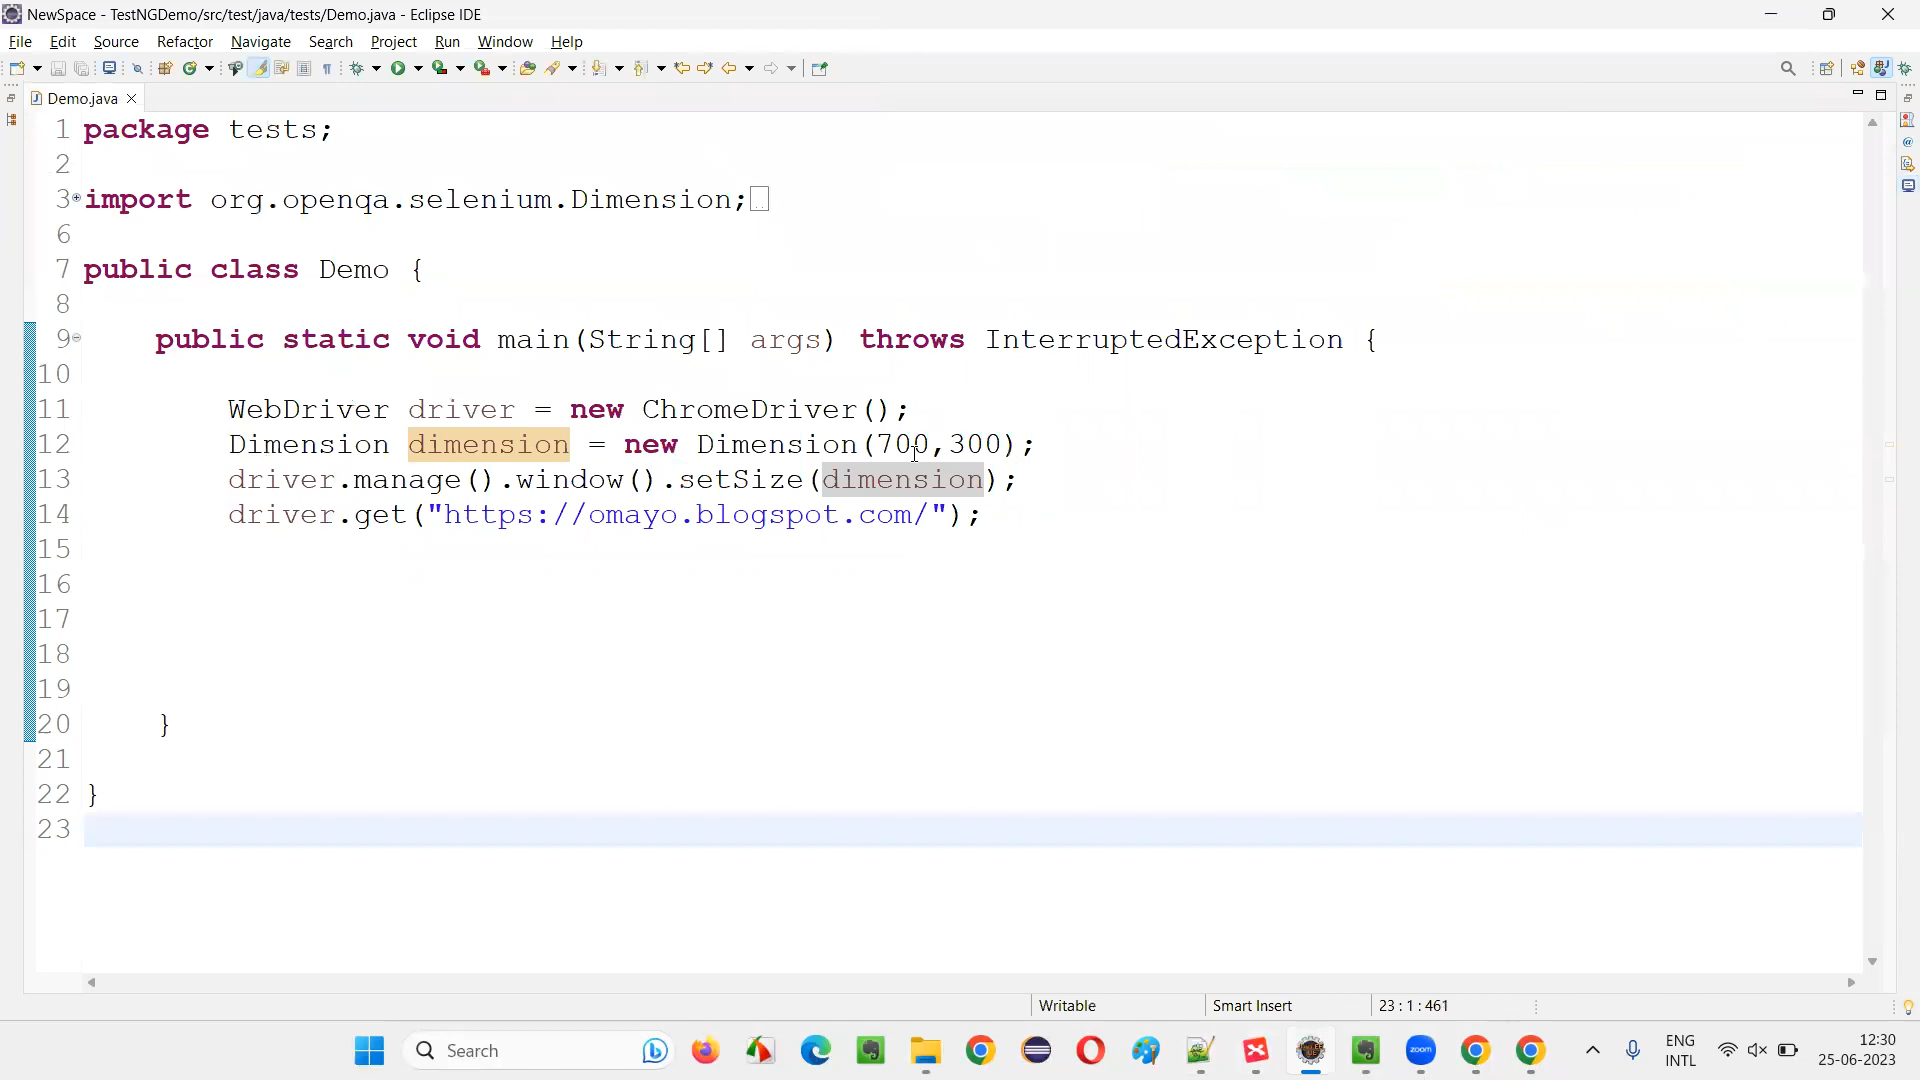 NewSpace - TestNGDemo/src/test/java/tests/Demo.java - Eclipse IDE
File Edit Source Refactor Navigate Search Project Run Window Help
Demo.java
1 package tests;
2
3 import org.openqa.selenium.Dimension;
6
7 public class Demo {
8
9 public static void main(String[] args) throws InterruptedException {
10
11 WebDriver driver = new ChromeDriver();
12 Dimension dimension = new Dimension(700,300);
13 driver.manage().window().setSize(dimension);
14 driver.get("https://omayo.blogspot.com/");
15
16
17
18
19
20 }
21
22 }
23
Writable Smart Insert 23 : 1 : 461
Search zoom ENG 12:30
INTL 25-06-2023